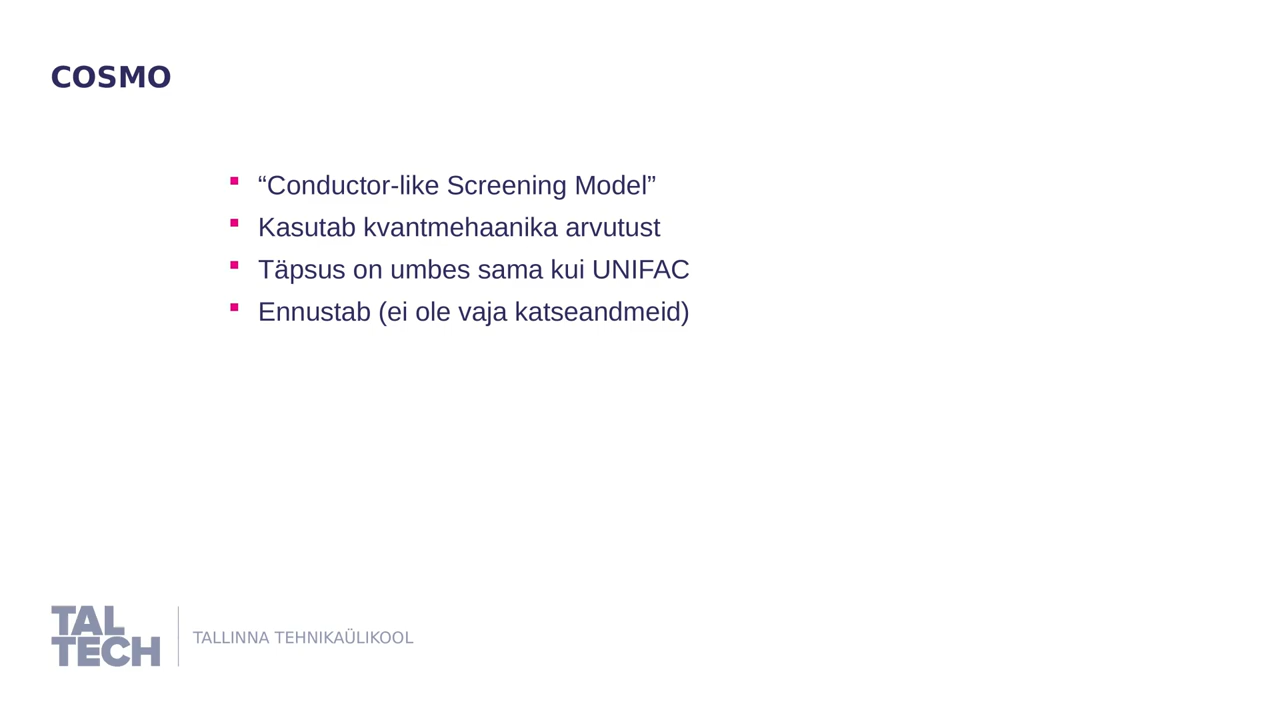 COSMO
“Conductor-like Screening Model”
Kasutab kvantmehaanika arvutust
Täpsus on umbes sama kui UNIFAC
Ennustab (ei ole vaja katseandmeid)
TAL
TECH
TALLINNA TEHNIKAÜLIKOOL